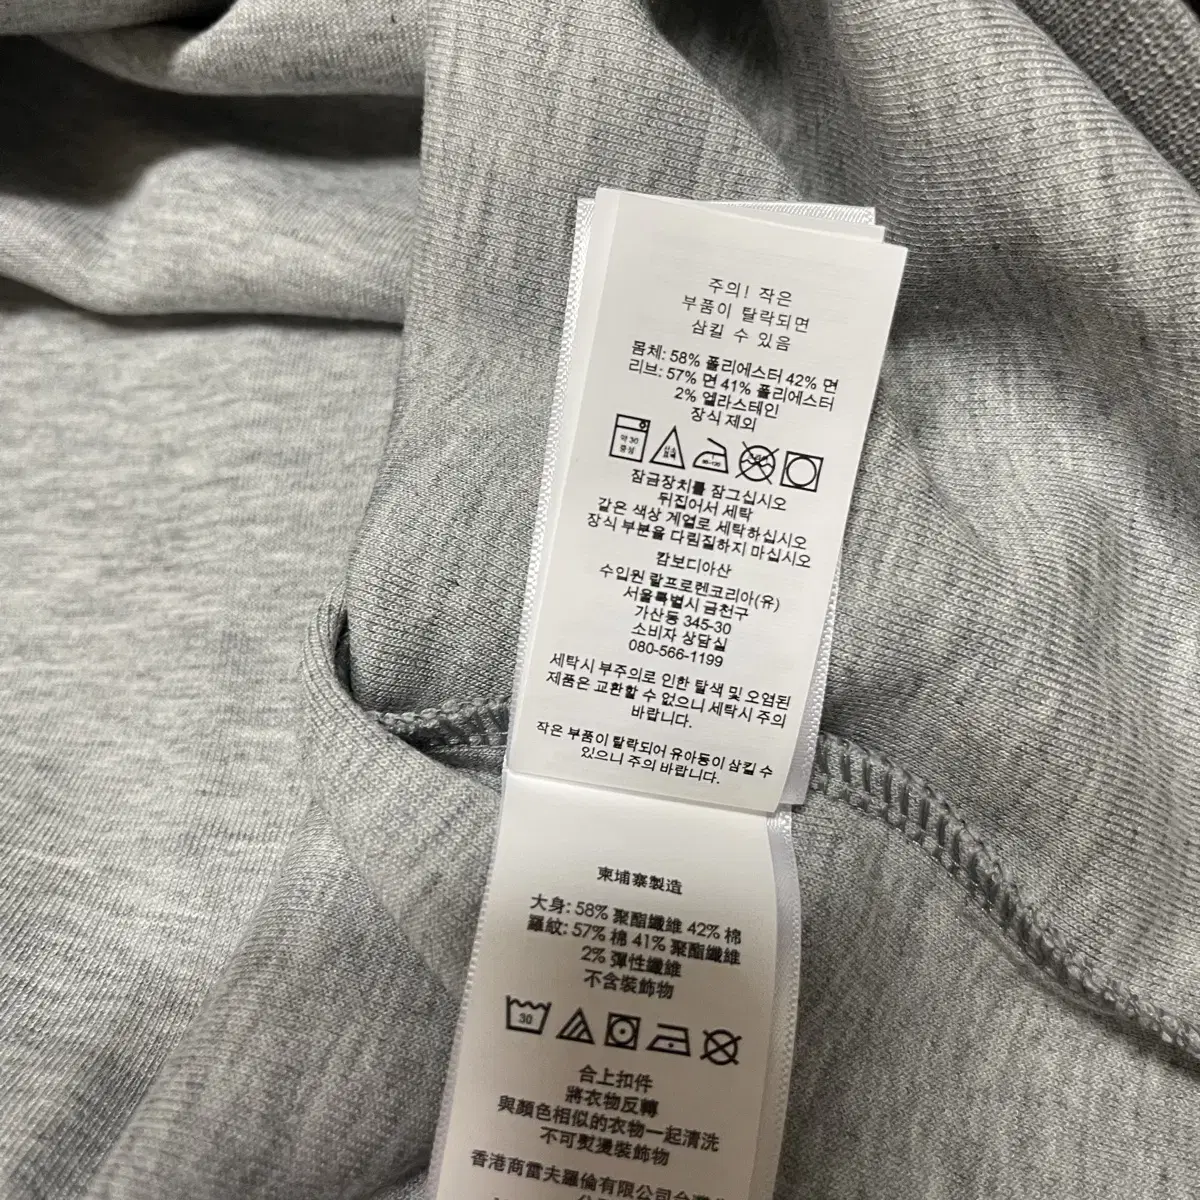 주의! 작은
부품이 탈락되면
삼킬 수 있음
몸체: 58% 폴리에스터 42% 면
리브: 57% 면 41% 폴리에스터
2% 엘라스테인
장식 제외
약 30
중성
산소
표백
잠금장치를 잠그십시오
뒤집어서 세탁
같은 색상 계열로 세탁하십시오
장식 부분을 다림질하지 마십시오
캄보디아산
수입원 랄프로렌코리아(유)
서울특별시 금천구
가산동 345-30
소비자 상담실
080-566-1199
세탁시 부주의로 인한 탈색 및 오염된
제품은 교환할 수 없으니 세탁시 주의
바랍니다.
작은 부품이 탈락되어 유아동이 삼킬 수
있으니 주의 바랍니다.
柬埔寨製造
大身: 58% 聚酯纖維 42% 棉
羅紋: 57% 棉 41% 聚酯纖維
2% 彈性纖維
不含裝飾物
30
合上扣件
將衣物反轉
與顏色相似的衣物一起清洗
不可熨燙裝飾物
香港商雷夫羅倫有限公司台灣